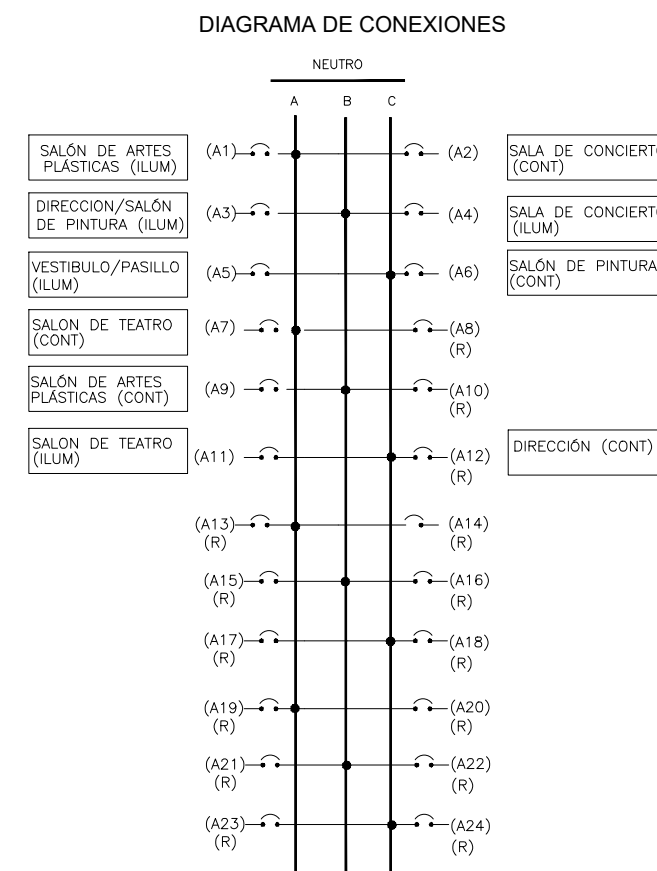 DIAGRAMA DE CONEXIONES
NEUTRO
A B C
SALÓN DE ARTES
PLÁSTICAS (ILUM)
(A1)
(A2)
SALA DE CONCIERTO
(CONT)
DIRECCION/SALÓN
DE PINTURA (ILUM)
(A3)
(A4)
SALA DE CONCIERTO
(ILUM)
VESTIBULO/PASILLO
(ILUM)
(A5)
(A6)
SALÓN DE PINTURA
(CONT)
SALON DE TEATRO
(CONT)
(A7)
(A8)
(R)
SALÓN DE ARTES
PLÁSTICAS (CONT)
(A9)
(A10)
(R)
SALON DE TEATRO
(ILUM)
(A11)
(A12)
(R)
DIRECCIÓN (CONT)
(A13)
(R)
(A14)
(R)
(A15)
(R)
(A16)
(R)
(A17)
(R)
(A18)
(R)
(A19)
(R)
(A20)
(R)
(A21)
(R)
(A22)
(R)
(A23)
(R)
(A24)
(R)